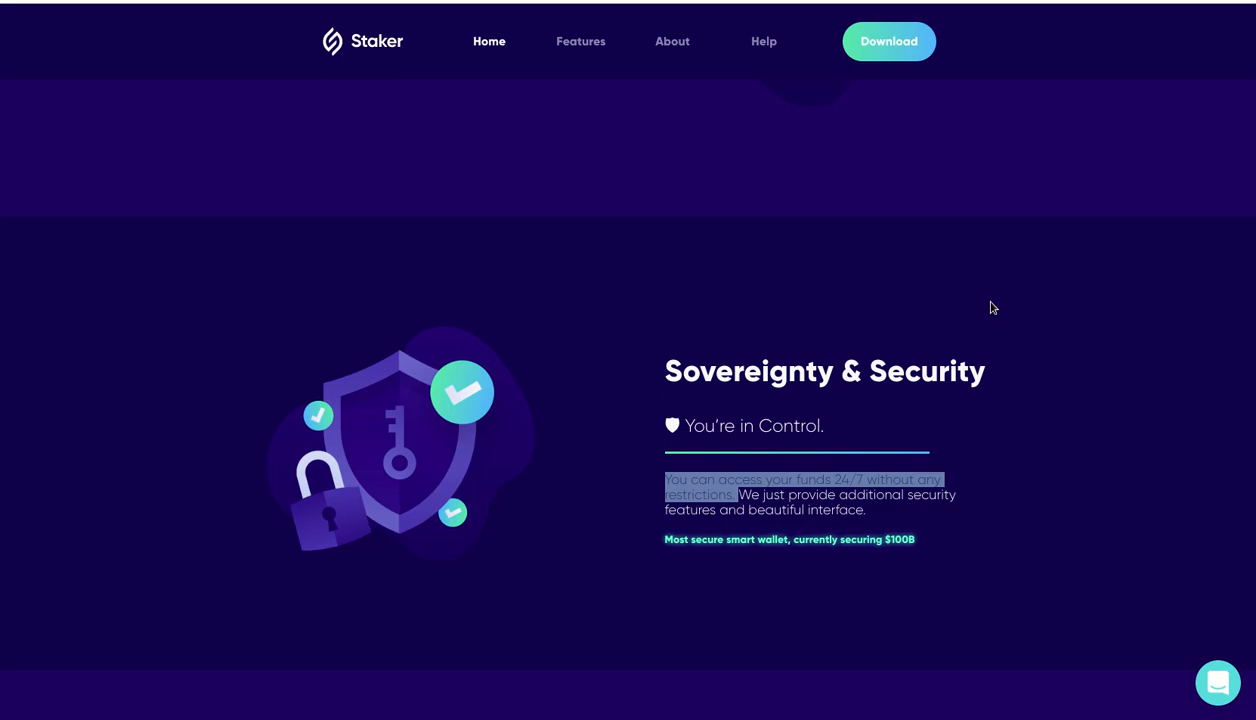 Staker
Home
Features
About
Help
Download
Sovereignty & Security
You’re in Control.
You can access your funds 24/7 without any
restrictions. We just provide additional security
features and beautiful interface.
Most secure smart wallet, currently securing $100B